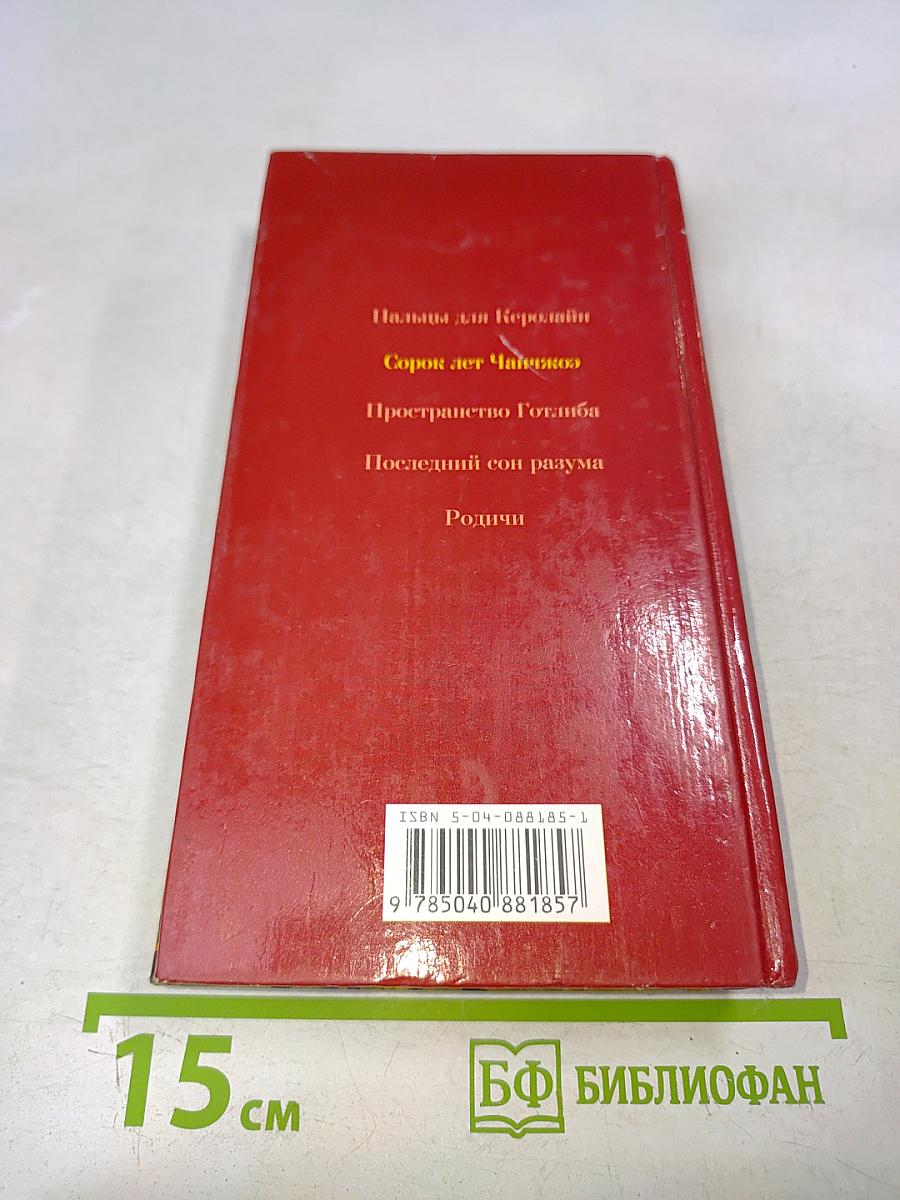 Пальцы для Керолайн
Сорок лет Чанчжоэ
Пространство Готлиба
Последний сон разума
Родичи
ISBN 5-04-088185-1
9 785040 881857
15 см
БФ БИБЛИОФАН